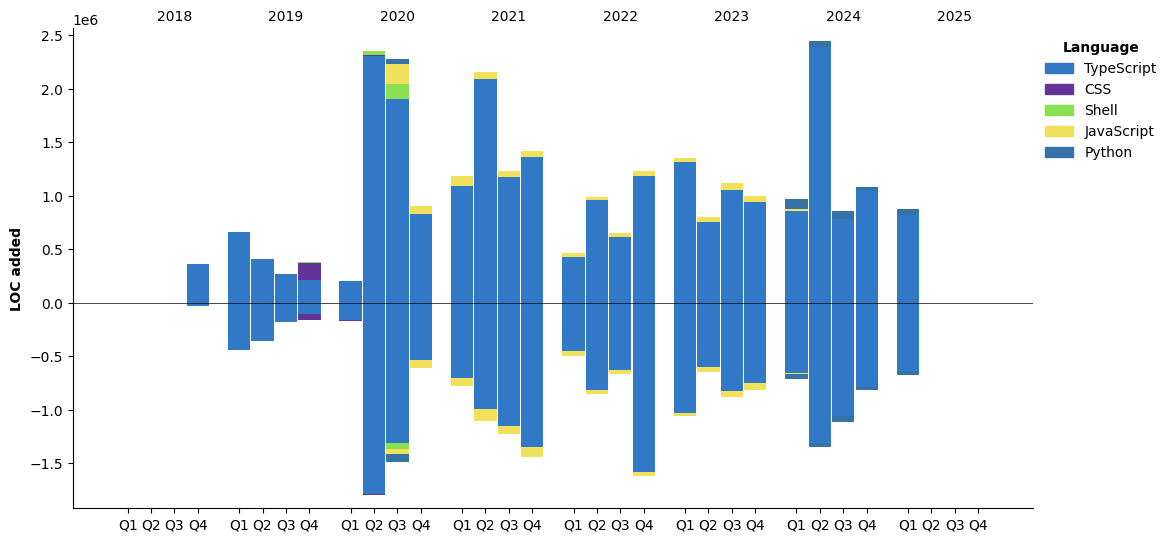 2018 2019 2020 2021 2022 2023 2024 2025
1e6
Language
TypeScript
CSS
Shell
JavaScript
Python
LOC added
2.5
2.0
1.5
1.0
0.5
0.0
−0.5
−1.0
−1.5
Q1 Q2 Q3 Q4 Q1 Q2 Q3 Q4 Q1 Q2 Q3 Q4 Q1 Q2 Q3 Q4 Q1 Q2 Q3 Q4 Q1 Q2 Q3 Q4 Q1 Q2 Q3 Q4 Q1 Q2 Q3 Q4